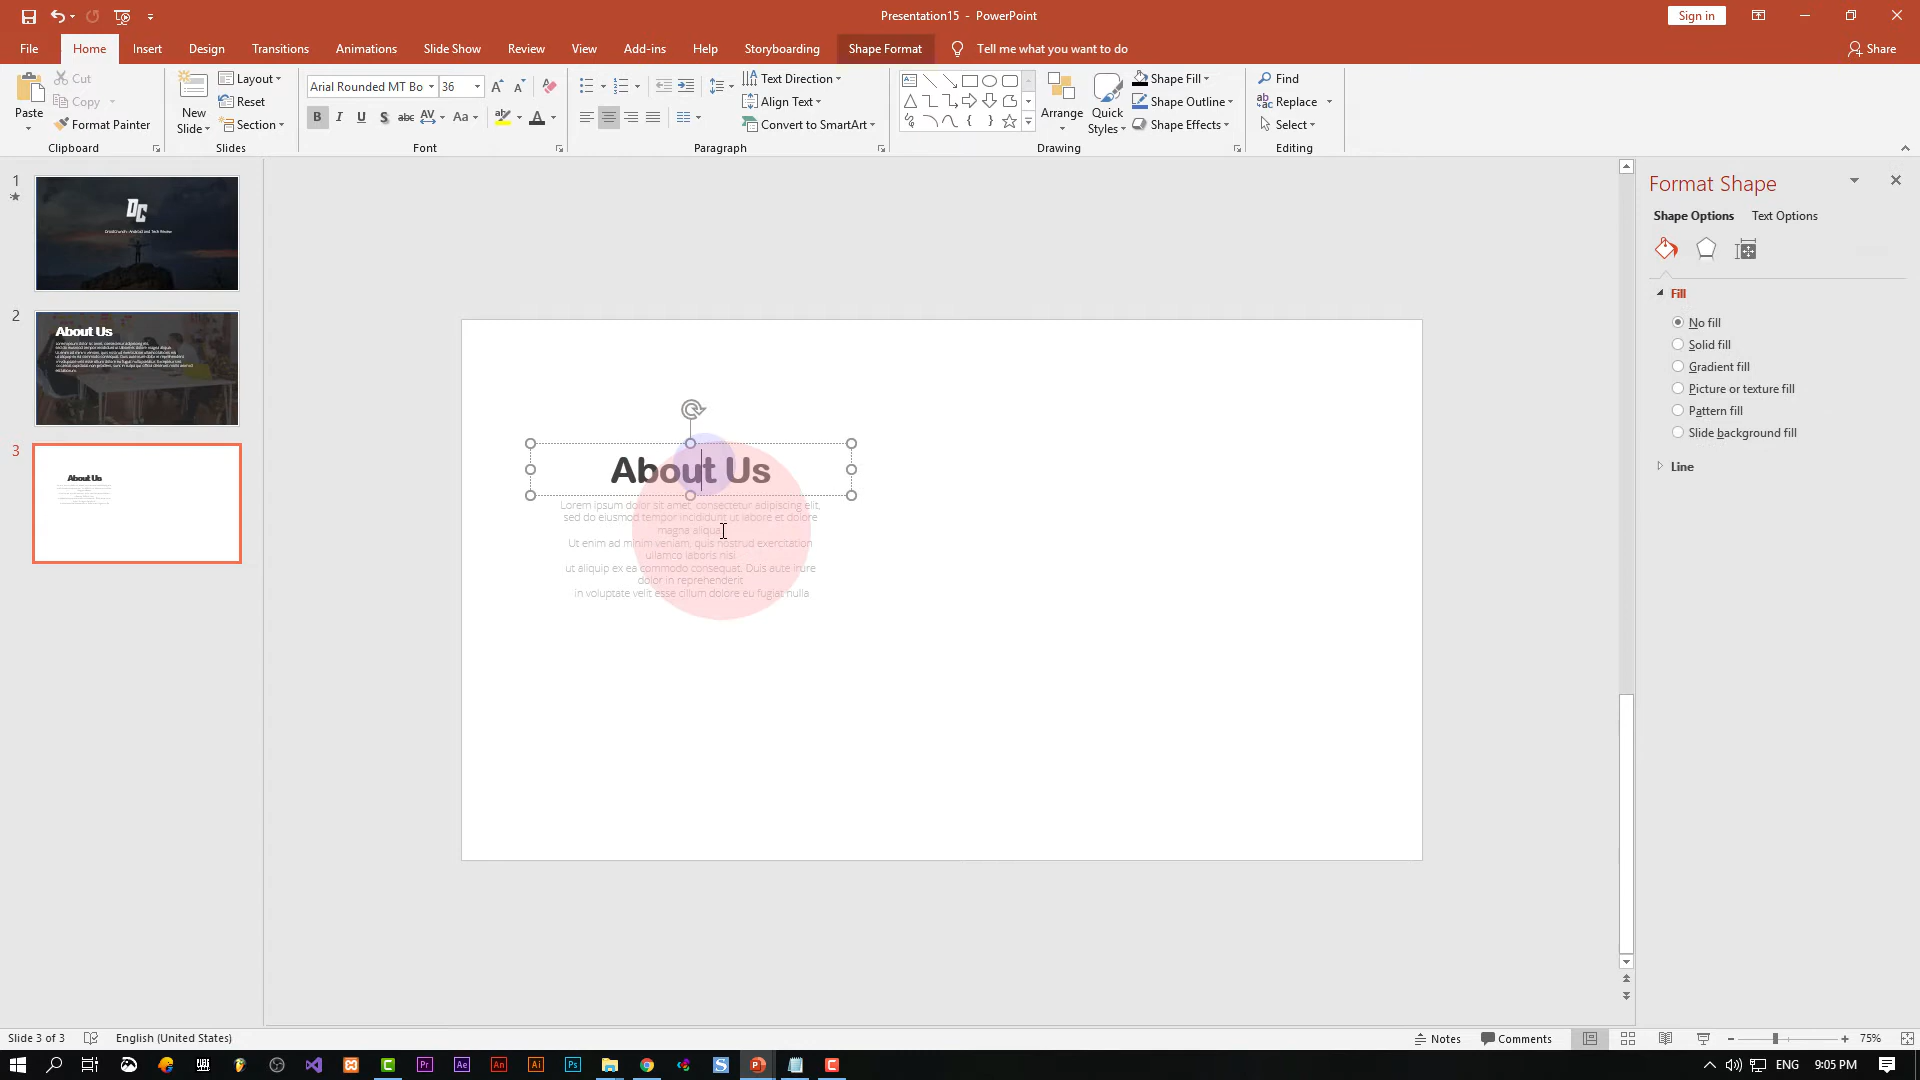 Presentation15 - PowerPoint
Sign in
File
Home
Insert
Design
Transitions
Animations
Slide Show
Review
View
Add-ins
Help
Storyboarding
Shape Format
Tell me what you want to do
Share
Paste
Cut
Copy
Format Painter
Clipboard
New Slide
Layout
Reset
Section
Slides
Arial Rounded MT Bo
36
Font
Text Direction
Align Text
Convert to SmartArt
Paragraph
Arrange
Quick Styles
Shape Fill
Shape Outline
Shape Effects
Drawing
Find
Replace
Select
Editing
1
2
About Us
3
About Us
About Us
Lorem ipsum dolor sit amet, consectetur adipiscing elit,
sed do eiusmod tempor incididunt ut labore et dolore
magna aliqua.
Ut enim ad minim veniam, quis nostrud exercitation
ullamco laboris nisi
ut aliquip ex ea commodo consequat. Duis aute irure
dolor in reprehenderit
in voluptate velit esse cillum dolore eu fugiat nulla
Format Shape
Shape Options
Text Options
Fill
No fill
Solid fill
Gradient fill
Picture or texture fill
Pattern fill
Slide background fill
Line
Slide 3 of 3
English (United States)
Notes
Comments
75%
ENG
9:05 PM